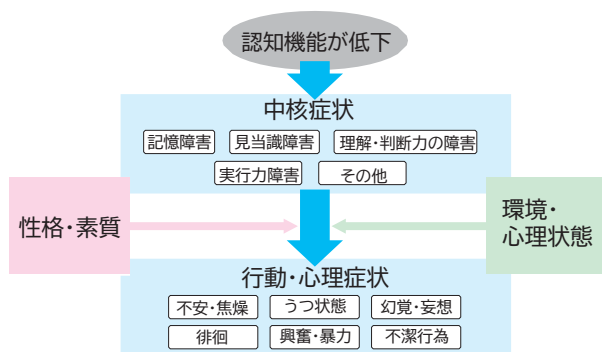 認知機能が低下
中核症状
記憶障害
見当識障害
理解・判断力の障害
実行力障害
その他
性格・素質
環境・
心理状態
行動・心理症状
不安・焦燥
うつ状態
幻覚・妄想
徘徊
興奮・暴力
不潔行為